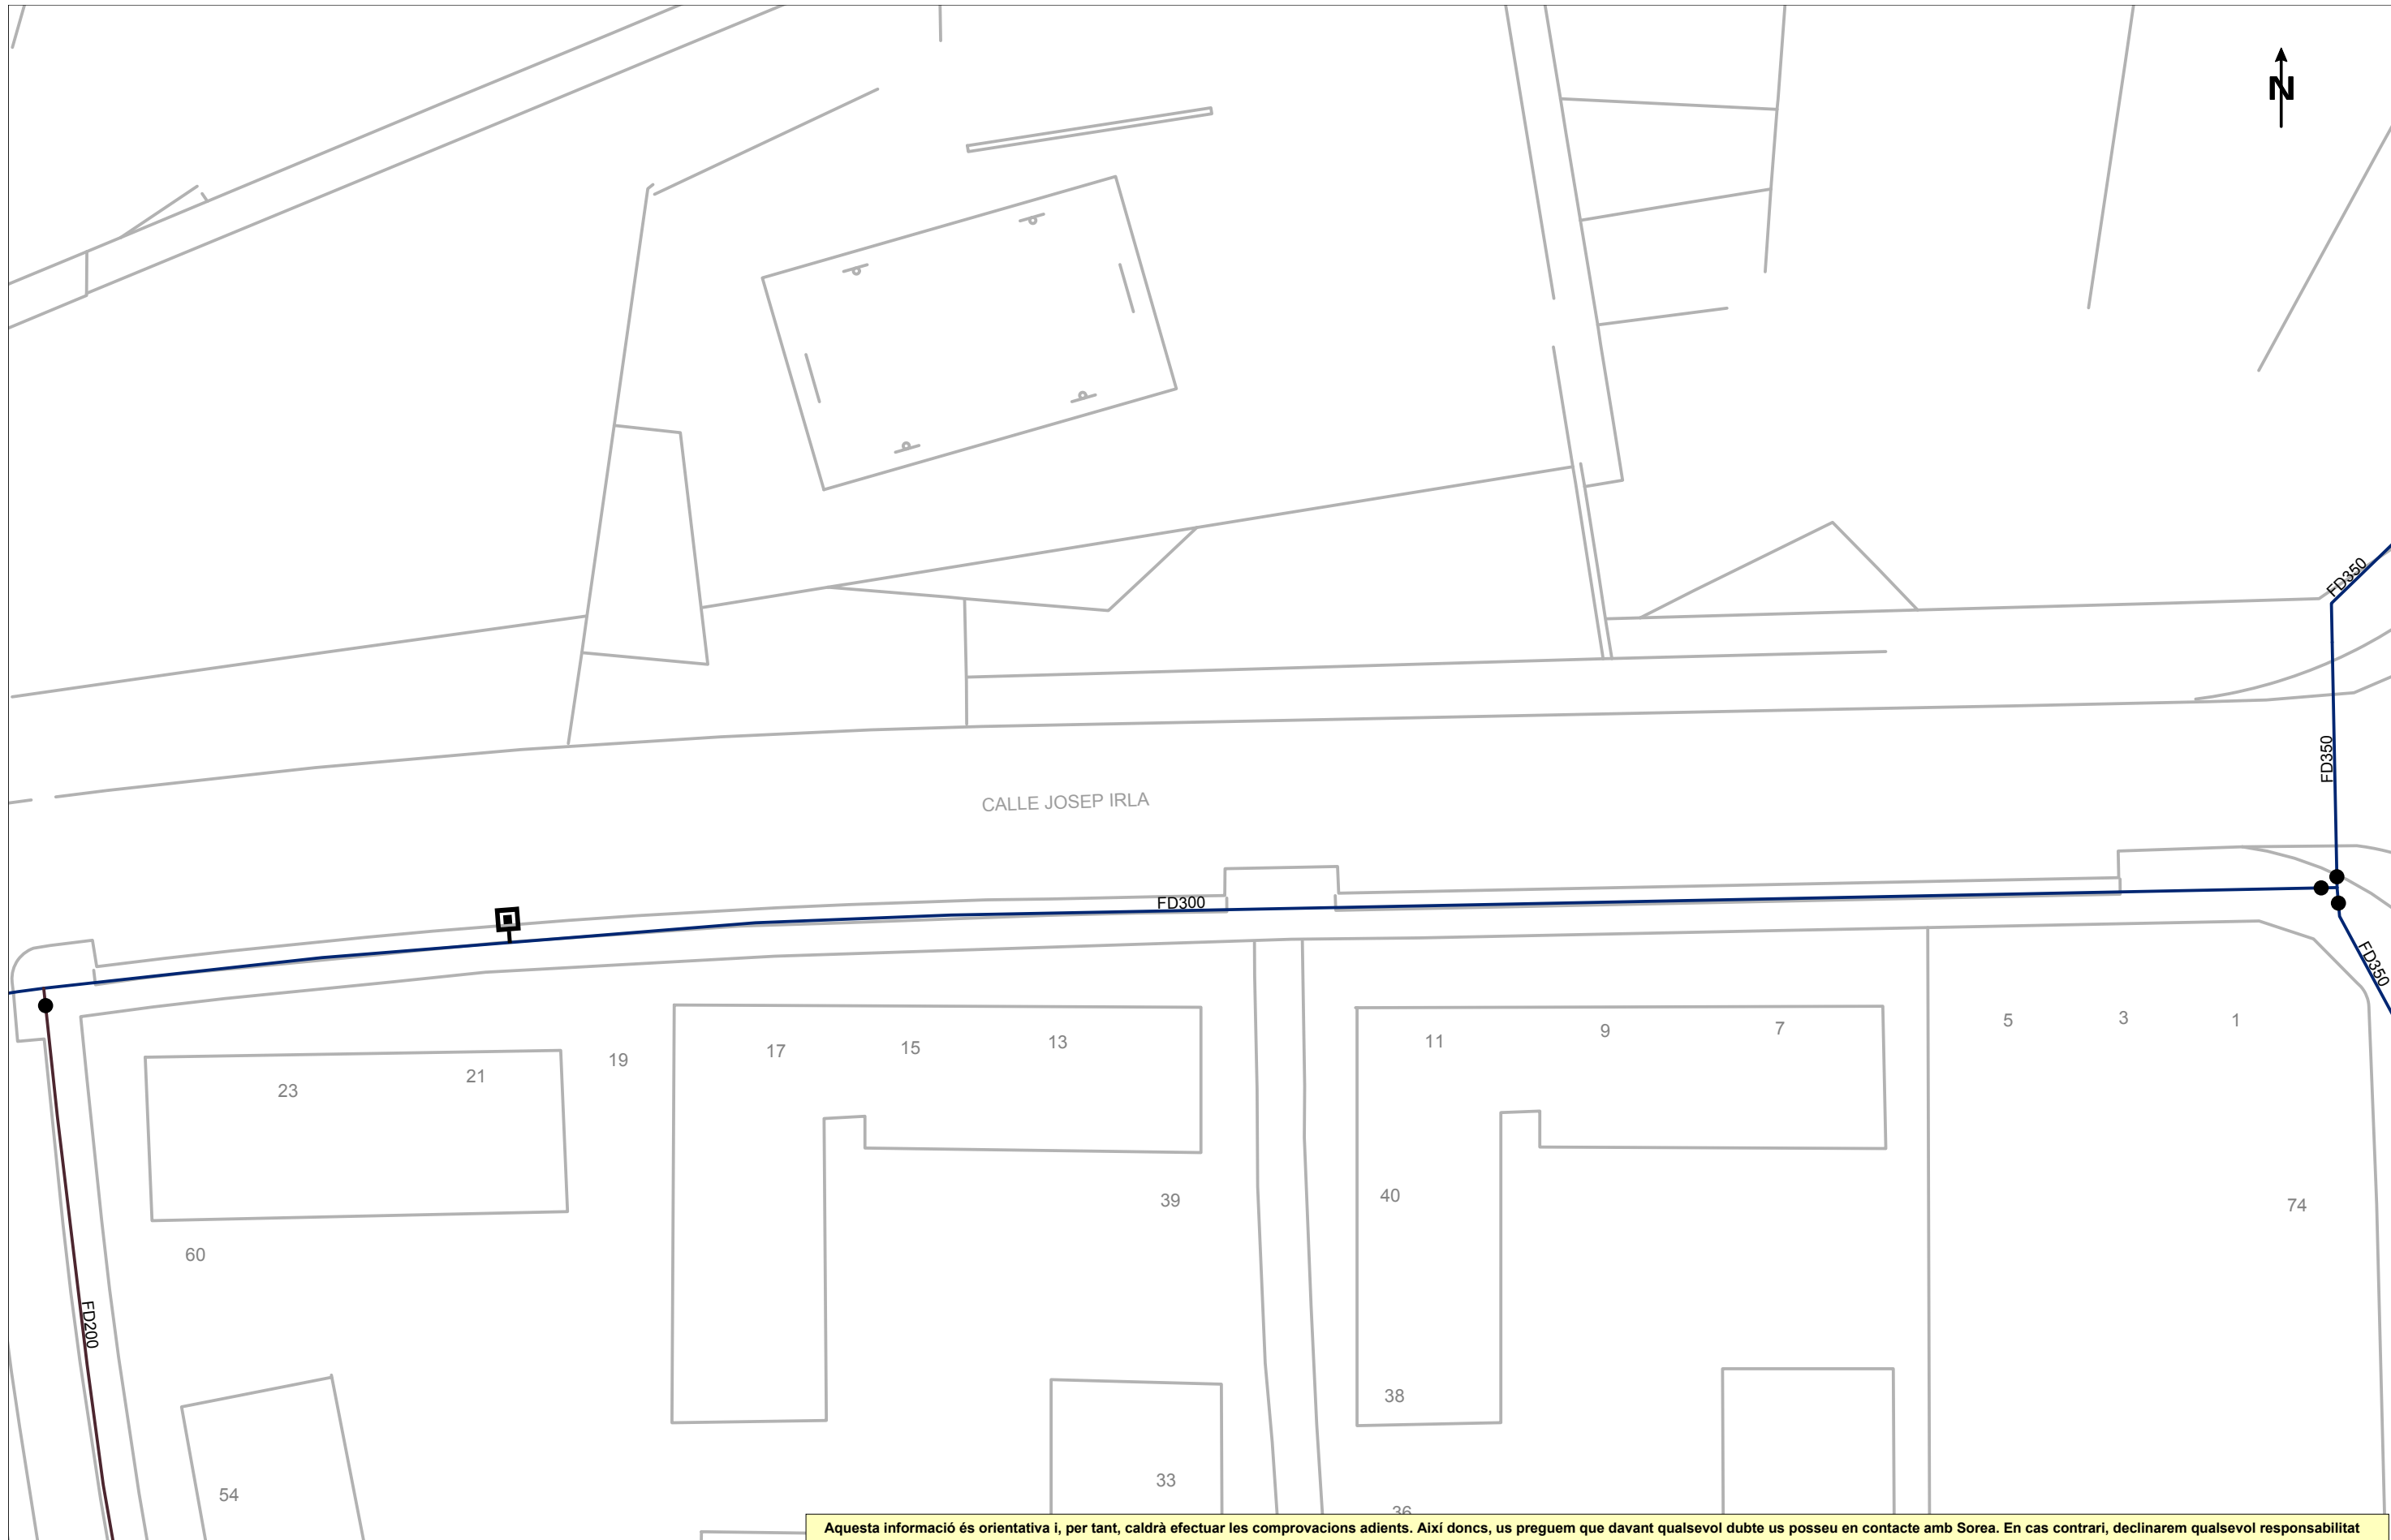 N
FD350
FD350
CALLE JOSEP IRLA
FD300
FD350
5
3
1
11
9
7
19
17
15
13
23
21
39
40
74
60
FD200
38
33
54
36
Aquesta informació és orientativa i, per tant, caldrà efectuar les comprovacions adients. Així doncs, us preguem que davant qualsevol dubte us posseu en contacte amb Sorea. En cas contrari, declinarem qualsevol responsabilitat